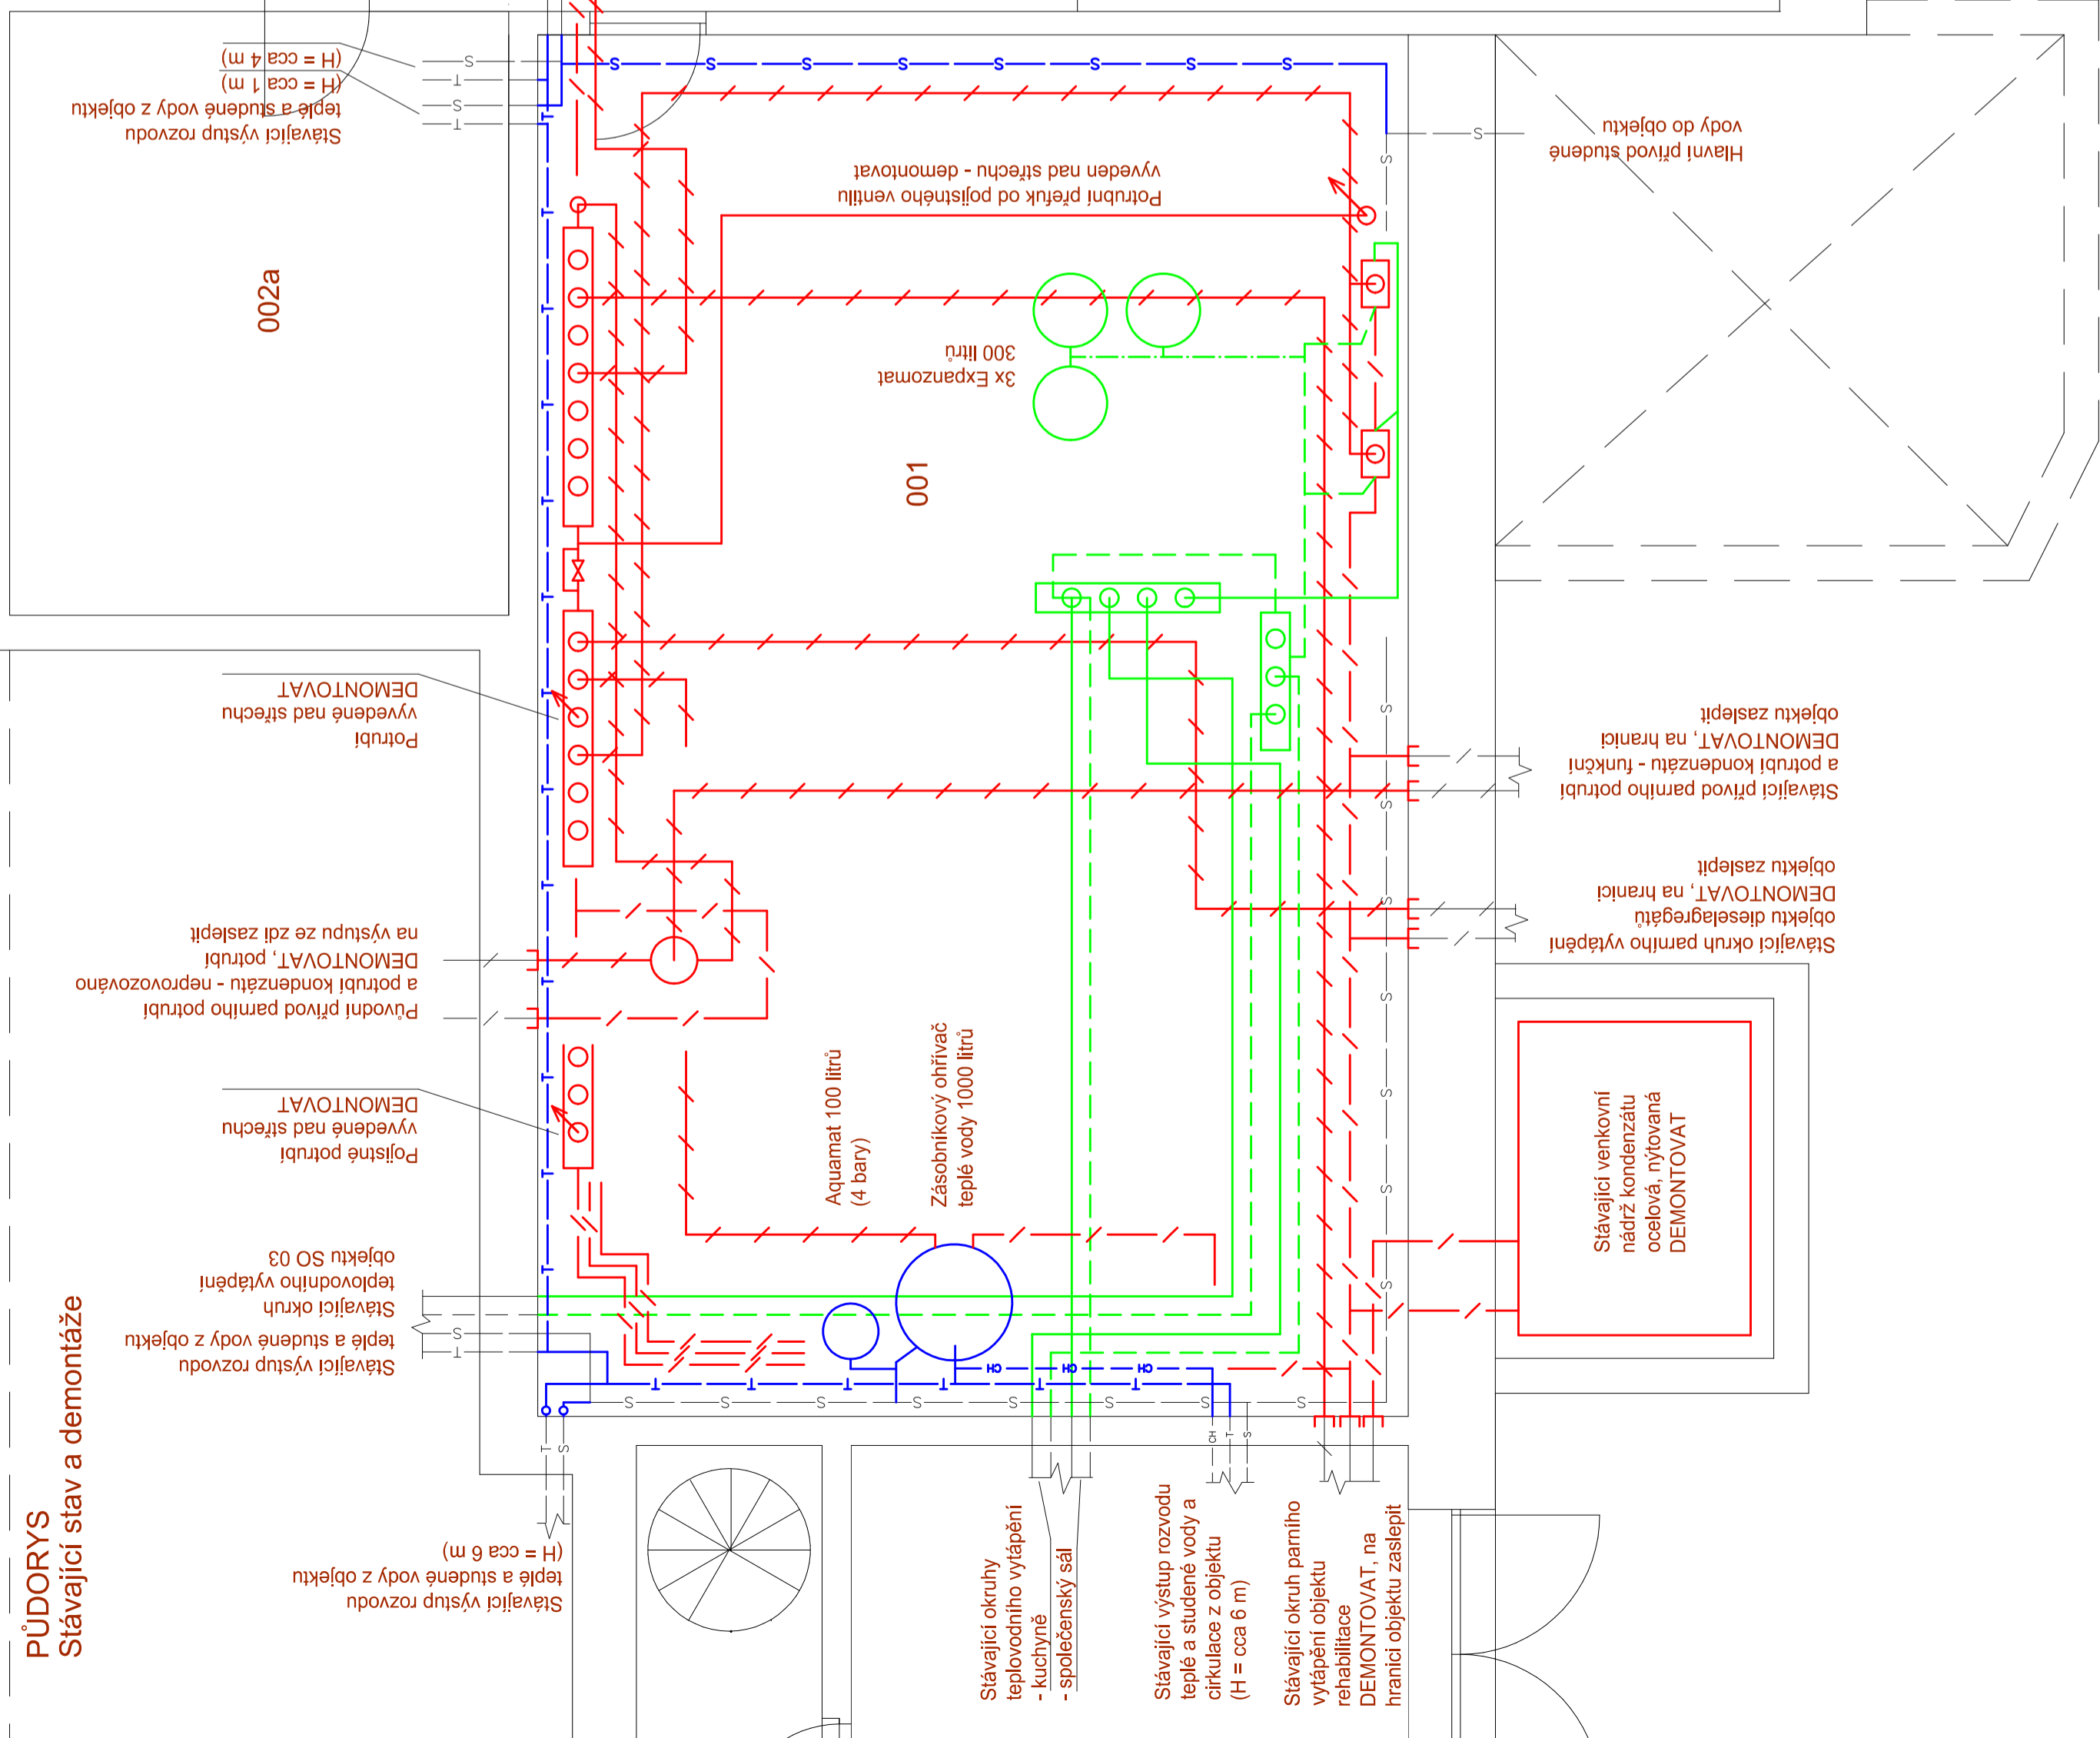 PŮDORYS
Stávající stav a demontáže
002a
001
Stávající výstup rozvodu
teplé a studené vody z objektu
(H = cca 1 m)
(H = cca 4 m)
Potrubní přefuk od pojistného ventilu
vyveden nad střechu - demontovat
Hlavní přívod studené
vody do objektu
3x Expanzomat
300 litrů
Potrubí
vyvedené nad střechu
DEMONTOVAT
Původní přívod parního potrubí
a potrubí kondenzátu - neprovozováno
DEMONTOVAT, potrubí
na výstupu ze zdi zaslepit
Pojistné potrubí
vyvedené nad střechu
DEMONTOVAT
Stávající okruh
teplovodního vytápění
objektu SO 03
Stávající výstup rozvodu
teplé a studené vody z objektu
Stávající výstup rozvodu
teplé a studené vody z objektu
(H = cca 6 m)
Stávající přívod parního potrubí
a potrubí kondenzátu - funkční
DEMONTOVAT, na hranici
objektu zaslepit
Stávající okruh parního vytápění
objektu dieselagregátů
DEMONTOVAT, na hranici
objektu zaslepit
Aquamat 100 litrů
(4 bary)
Zásobníkový ohřívač
teplé vody 1000 litrů
Stávající venkovní
nádrž kondenzátu
ocelová, nýtovaná
DEMONTOVAT
Stávající okruhy
teplovodního vytápění
- kuchyně
- společenský sál
Stávající výstup rozvodu
teplé a studené vody a
cirkulace z objektu
(H = cca 6 m)
Stávající okruh parního
vytápění objektu
rehabilitace
DEMONTOVAT, na
hranici objektu zaslepit
S
T
S
T
S S S S S S S S
S
S
T T T T T T T T T T T T T
S S S S S S S
S
T
T
S
CH CH CH
T T T T T T
S S S S S S S S
CH
T
S